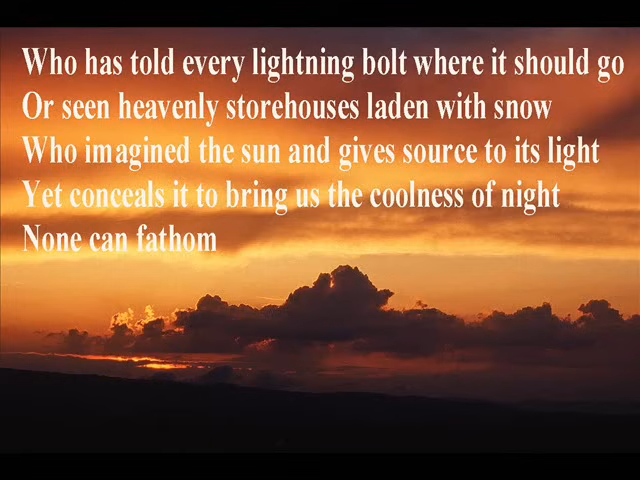 Who has told every lightning bolt where it should go
Or seen heavenly storehouses laden with snow
Who imagined the sun and gives source to its light
Yet conceals it to bring us the coolness of night
None can fathom